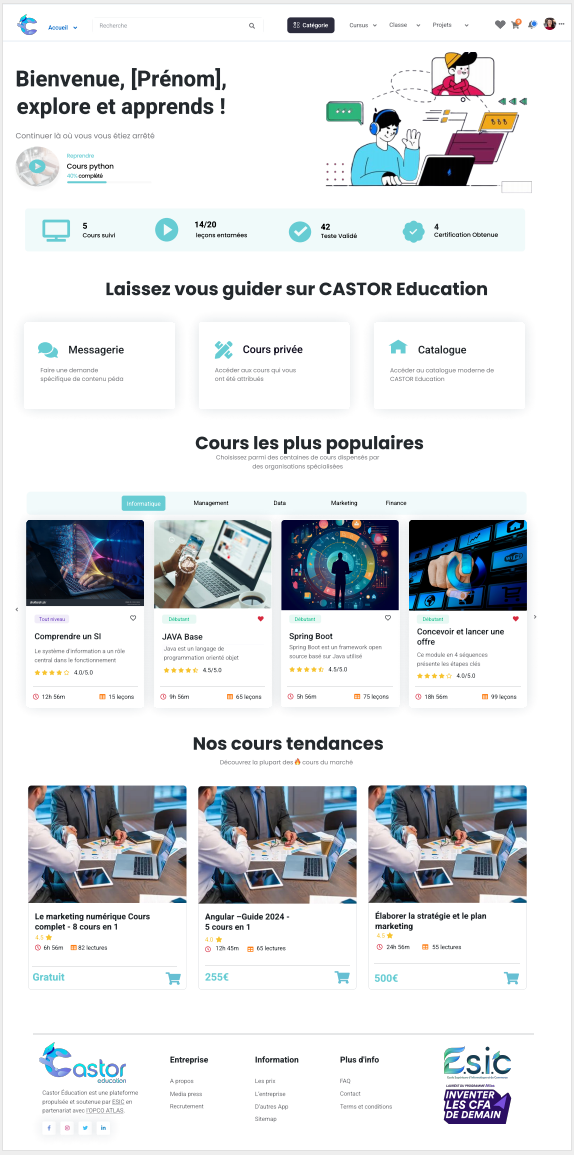 Accueil
Recherche
Catégorie
Cursus
Classe
Projets
Bienvenue, [Prénom],
explore et apprends !
Continuer là où vous vous étiez arrêté
Reprendre
Cours python
40% complété
5
Cours suivi
14/20
leçons entamées
42
Teste Validé
4
Certification Obtenue
Laissez vous guider sur CASTOR Education
Messagerie
Faire une demande
spécifique de contenu péda
Cours privée
Accéder aux cours qui vous
ont été attribués
Catalogue
Accéder au catalogue moderne de
CASTOR Education
Cours les plus populaires
Choisissez parmi des centaines de cours dispensés par
des organisations spécialisées
Informatique
Management
Data
Marketing
Finance
Tout niveau
Comprendre un SI
Le système d'information a un rôle
central dans le fonctionnement
4.0/5.0
12h 56m
15 leçons
Débutant
JAVA Base
Java est un langage de
programmation orienté objet
4.5/5.0
9h 56m
65 leçons
Débutant
Spring Boot
Spring Boot est un framework open
source basé sur Java utilisé
4.5/5.0
5h 56m
75 leçons
Débutant
Concevoir et lancer une
offre
Ce module en 4 séquences
présente les étapes clés
4.0/5.0
18h 56m
99 leçons
Nos cours tendances
Découvrez la plupart des cours du marché
Le marketing numérique Cours
complet - 8 cours en 1
4.5
6h 56m
82 lectures
Gratuit
Angular –Guide 2024 -
5 cours en 1
4.8
12h 45m
65 lectures
255€
Élaborer la stratégie et le plan
marketing
4.5
24h 56m
55 lectures
500€
Castor
education
Castor Éducation est une plateforme
propulsée et soutenue par ESIC en
partenariat avec l'OPCO ATLAS.
Entreprise
A propos
Media press
Recrutement
Information
Les prix
L'entreprise
D'autres App
Sitemap
Plus d'info
FAQ
Contact
Terms et conditions
Esic
LAURÉAT DU PROGRAMME RÉGION
INVENTER
LES CFA
DE DEMAIN